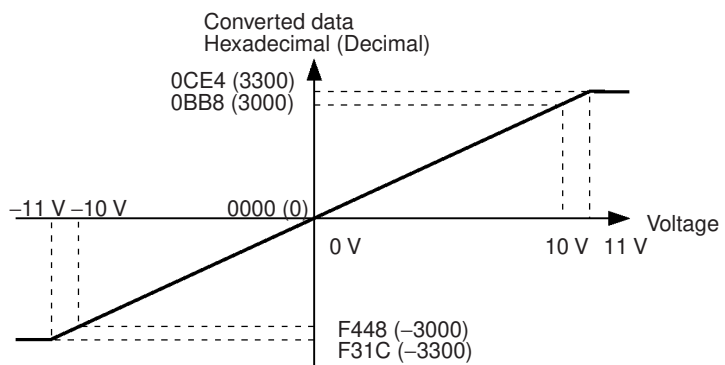 Converted data
Hexadecimal (Decimal)
0CE4 (3300)
0BB8 (3000)
−11 V −10 V
0000 (0)
Voltage
0 V
10 V
11 V
F448 (−3000)
F31C (−3300)